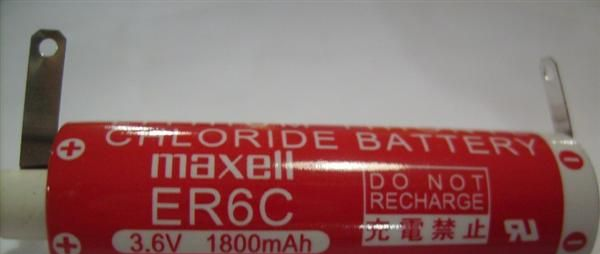 CHLORIDE BATTERY
maxell
ER6C
3.6V 1800mAh
DO NOT
RECHARGE
充電禁止